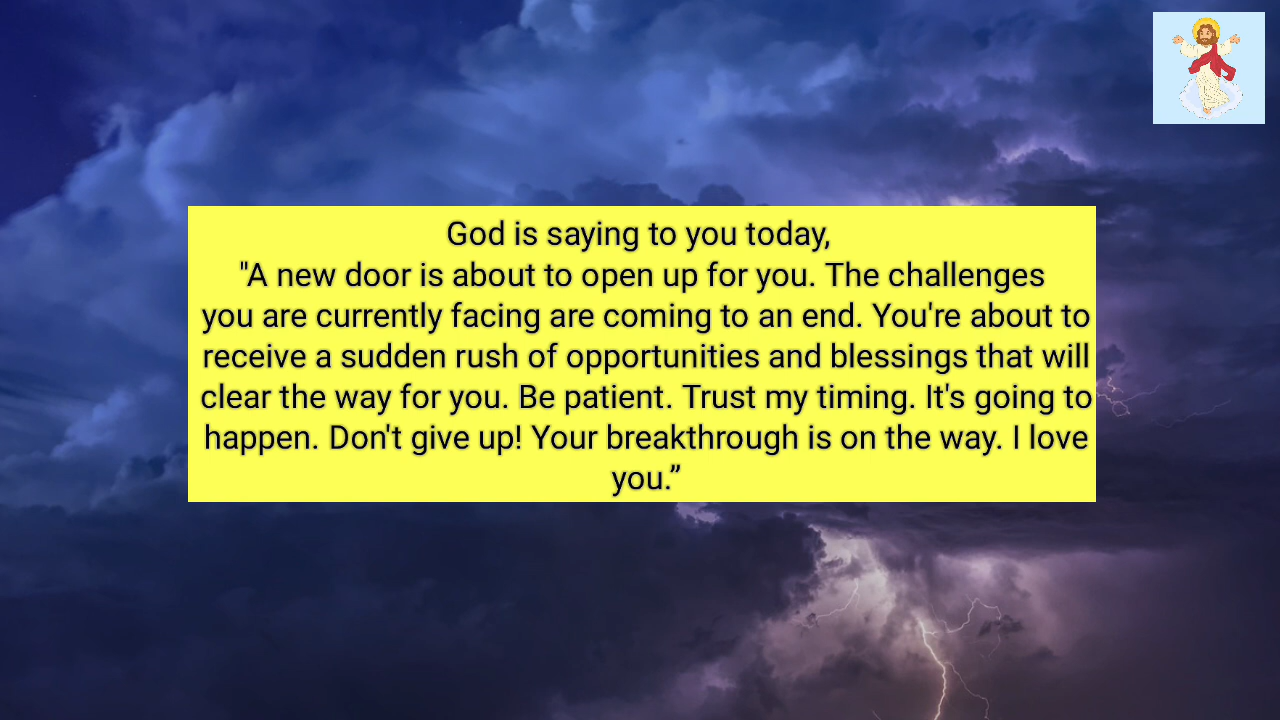 God is saying to you today,
"A new door is about to open up for you. The challenges
you are currently facing are coming to an end. You're about to
receive a sudden rush of opportunities and blessings that will
clear the way for you. Be patient. Trust my timing. It's going to
happen. Don't give up! Your breakthrough is on the way. I love
you.”